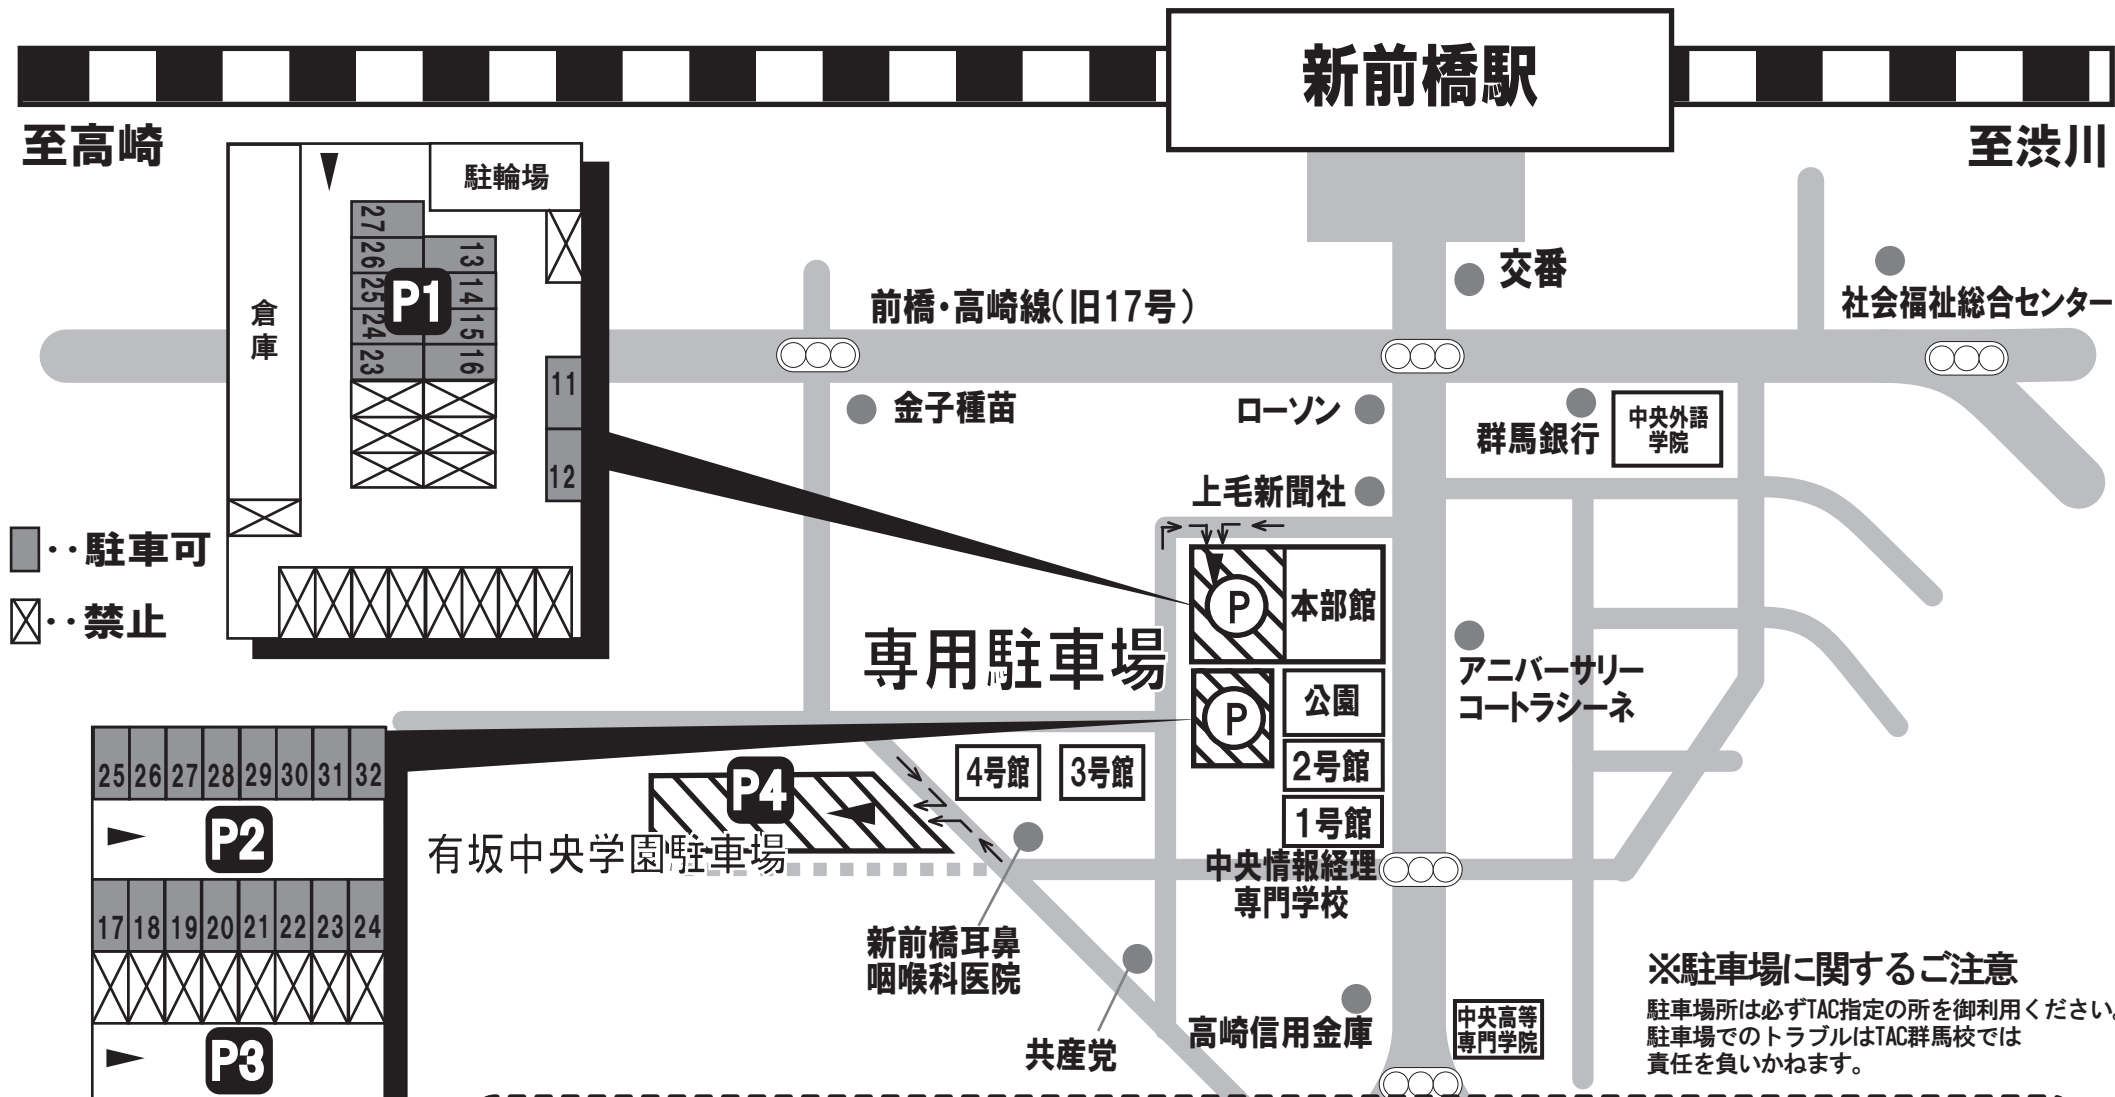 新前橋駅
至高崎
至渋川
駐輪場
倉庫
27
26
25
24
23
13
14
15
16
P1
11
12
‥駐車可
‥禁止
交番
前橋・高崎線（旧17号）
社会福祉総合センター
金子種苗
ローソン
群馬銀行
中央外語
学院
上毛新聞社
P
本部館
専用駐車場
アニバーサリー
コートラシーネ
P
公園
2号館
1号館
4号館
3号館
P4
有坂中央学園駐車場
中央情報経理
専門学校
新前橋耳鼻
咽喉科医院
共産党
高崎信用金庫
中央高等
専門学院
25 26 27 28 29 30 31 32
P2
17 18 19 20 21 22 23 24
P3
※駐車場に関するご注意
駐車場所は必ずTAC指定の所を御利用ください。
駐車場でのトラブルはTAC群馬校では
責任を負いかねます。